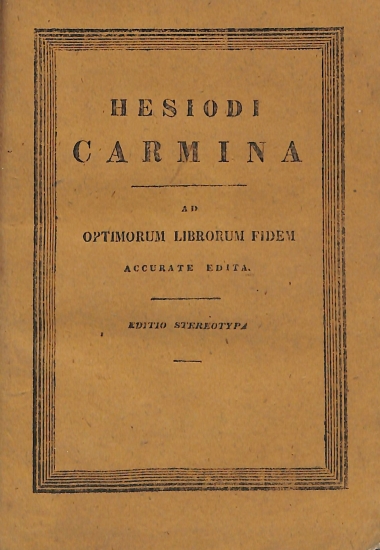 HESIODI
CARMINA
AD
OPTIMORUM LIBRORUM FIDEM
ACCURATE EDITA.
EDITIO STEREOTYPA